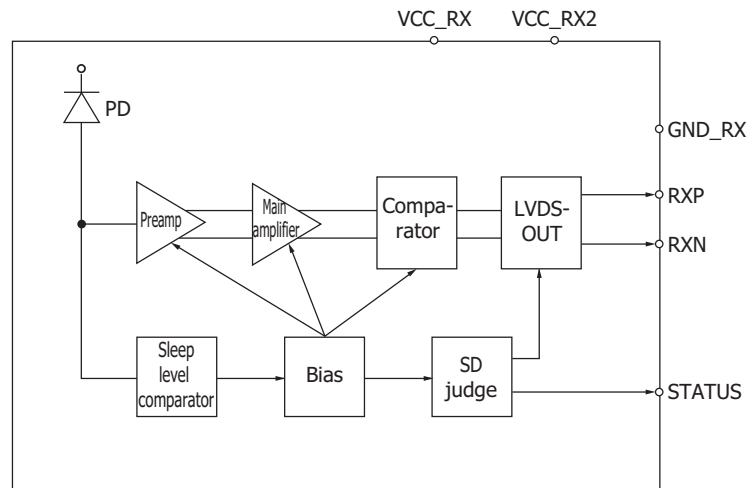 VCC_RX
VCC_RX2
PD
GND_RX
Preamp
Main
amplifier
Compa-
rator
LVDS-
OUT
RXP
RXN
Sleep
level
comparator
Bias
SD
judge
STATUS